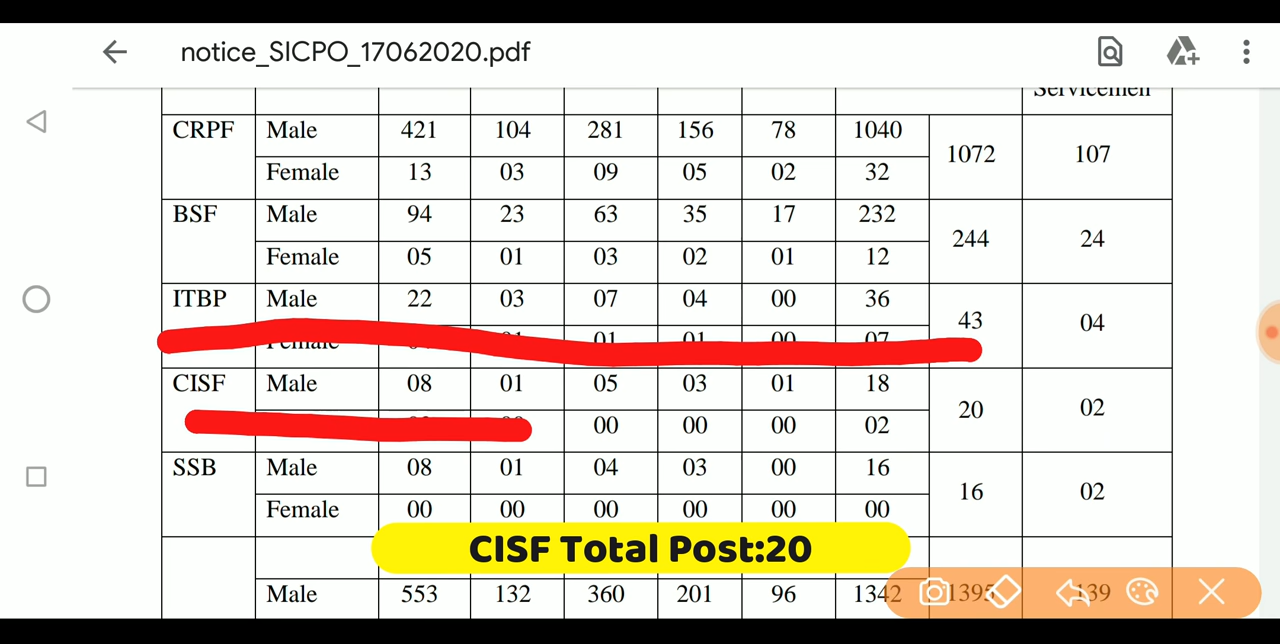 notice_SICPO_17062020.pdf
Servicemen
CRPF Male 421 104 281 156 78 1040 1072 107
Female 13 03 09 05 02 32
BSF Male 94 23 63 35 17 232 244 24
Female 05 01 03 02 01 12
ITBP Male 22 03 07 04 00 36 43 04
Female 01 01 01 00 07
CISF Male 08 01 05 03 01 18 20 02
00 00 00 02
SSB Male 08 01 04 03 00 16 16 02
Female 00 00 00 00 00 00
CISF Total Post:20
Male 553 132 360 201 96 1342 1395 139